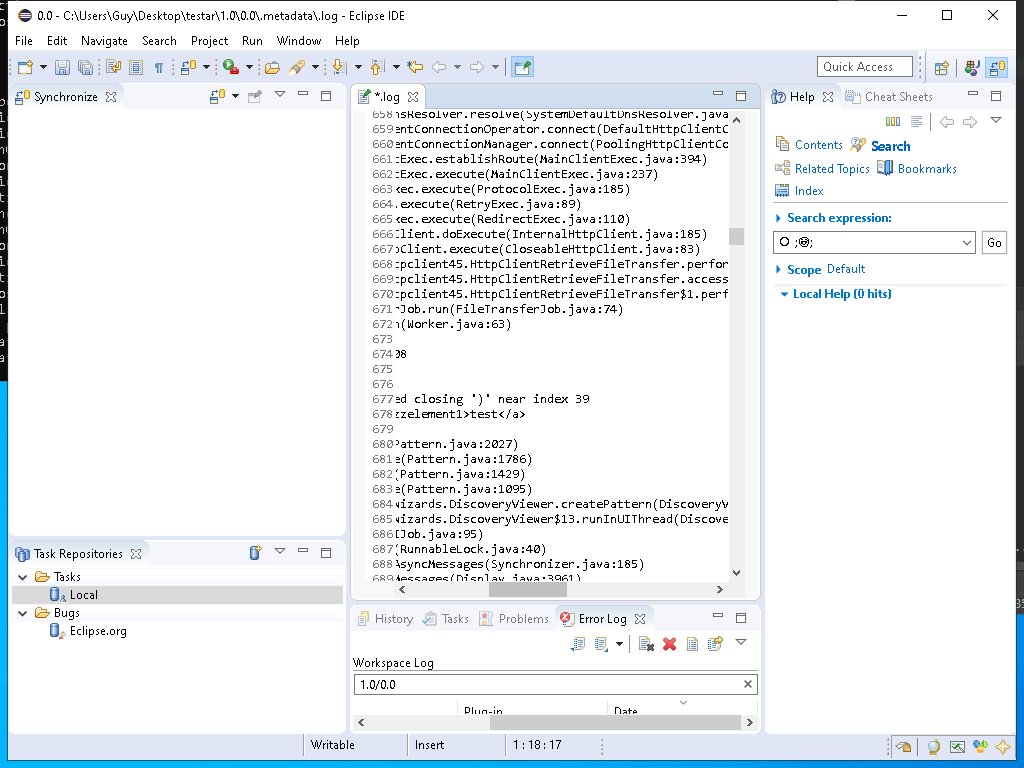 0.0 - C:\Users\Guy\Desktop\testar\1.0\0.0\.metadata\.log - Eclipse IDE
File Edit Navigate Search Project Run Window Help
Quick Access
Synchronize
*.log
658 nsResolver.resolve(SystemDefaultDnsResolver.java
659 entConnectionOperator.connect(DefaultHttpClientC
660 entConnectionManager.connect(PoolingHttpClientCo
661 cExec.establishRoute(MainClientExec.java:394)
662 cExec.execute(MainClientExec.java:237)
663 xec.execute(ProtocolExec.java:185)
664 .execute(RetryExec.java:89)
665 xec.execute(RedirectExec.java:110)
666 Client.doExecute(InternalHttpClient.java:185)
667 pClient.execute(CloseableHttpClient.java:83)
668 cpclient45.HttpClientRetrieveFileTransfer.perfor
669 cpclient45.HttpClientRetrieveFileTransfer.access
670 cpclient45.HttpClientRetrieveFileTransfer$1.perf
671 rJob.run(FileTransferJob.java:74)
672 n(Worker.java:63)
673
674 08
675
676
677 ed closing ')' near index 39
678 zzelement1>test</a>
679
680 Pattern.java:2027)
681 e(Pattern.java:1786)
682 (Pattern.java:1429)
683 e(Pattern.java:1095)
684 wizards.DiscoveryViewer.createPattern(DiscoveryV
685 wizards.DiscoveryViewer$13.runInUIThread(Discove
686 IJob.java:95)
687 (RunnableLock.java:40)
688 AsyncMessages(Synchronizer.java:185)
689 Messages(Display.java:3961)
Help
Cheat Sheets
Contents Search
Related Topics Bookmarks
Index
Search expression:
Go
Scope Default
Local Help (0 hits)
Task Repositories
Tasks
Local
Bugs
Eclipse.org
History Tasks Problems Error Log
Workspace Log
1.0/0.0
Plug-in Date
Writable Insert 1:18:17